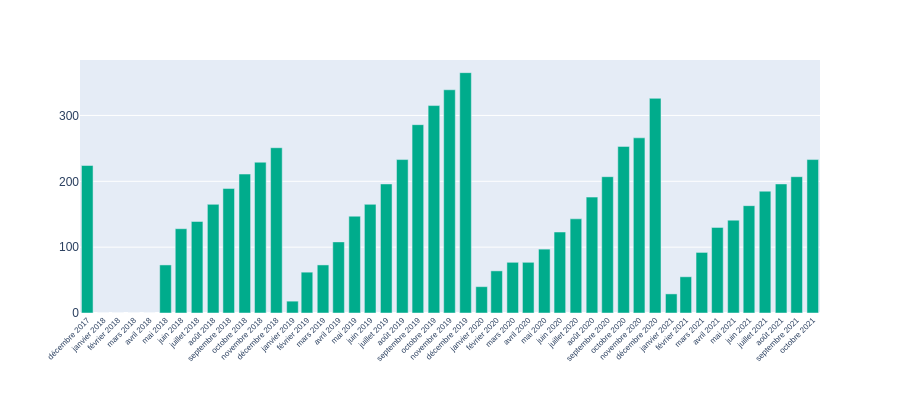 300
200
100
0
décembre 2017
janvier 2018
février 2018
mars 2018
avril 2018
mai 2018
juin 2018
juillet 2018
août 2018
septembre 2018
octobre 2018
novembre 2018
décembre 2018
janvier 2019
février 2019
mars 2019
avril 2019
mai 2019
juin 2019
juillet 2019
août 2019
septembre 2019
octobre 2019
novembre 2019
décembre 2019
janvier 2020
février 2020
mars 2020
avril 2020
mai 2020
juin 2020
juillet 2020
août 2020
septembre 2020
octobre 2020
novembre 2020
décembre 2020
janvier 2021
février 2021
mars 2021
avril 2021
mai 2021
juin 2021
juillet 2021
août 2021
septembre 2021
octobre 2021